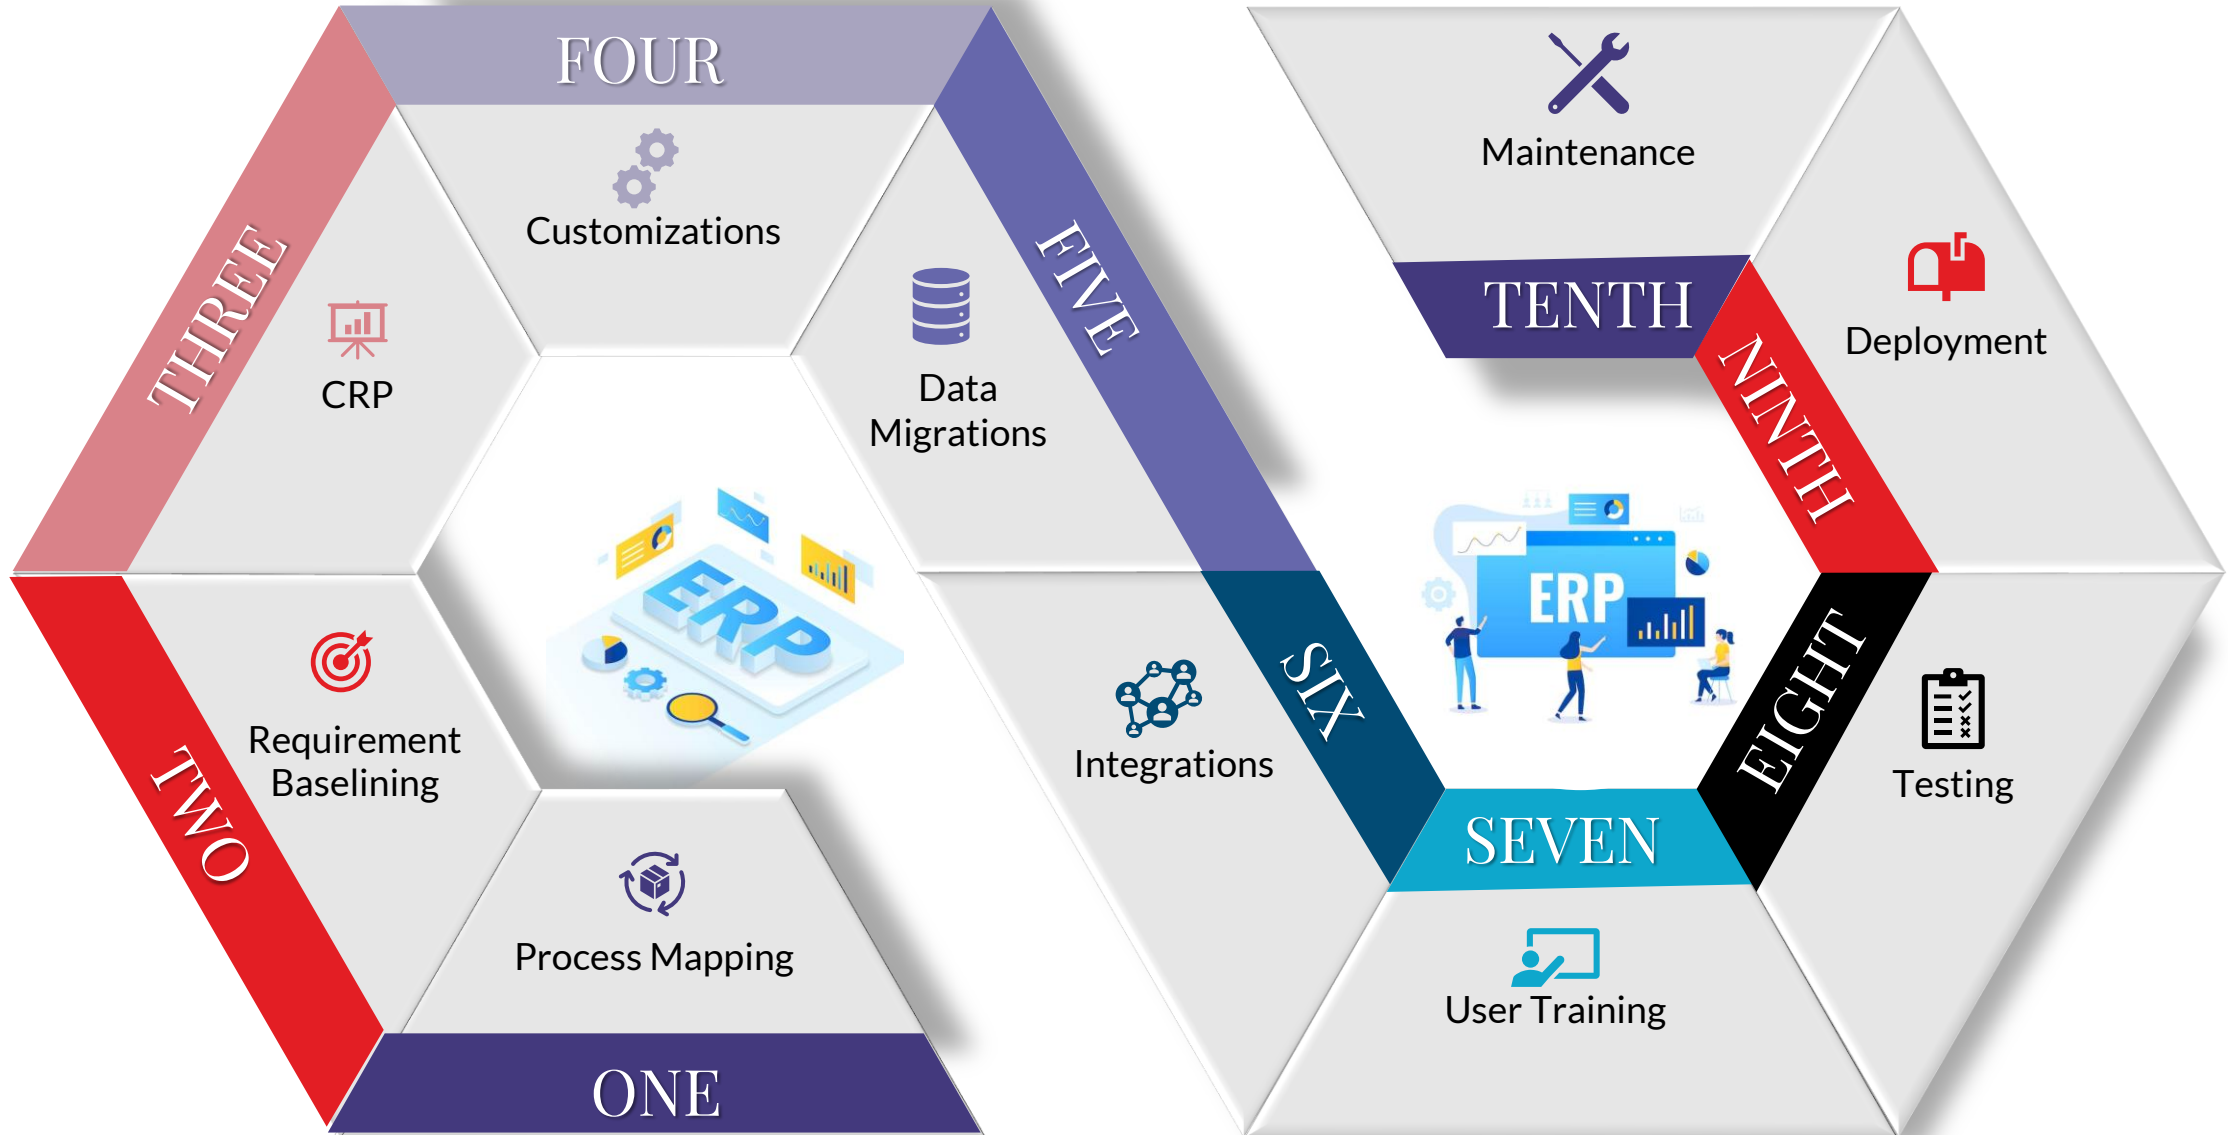 ONE
Process Mapping
TWO
Requirement
Baselining
THREE
CRP
FOUR
Customizations
FIVE
Data
Migrations
ERP
SIX
Integrations
SEVEN
User Training
EIGHT
Testing
NINTH
Deployment
TENTH
Maintenance
ERP